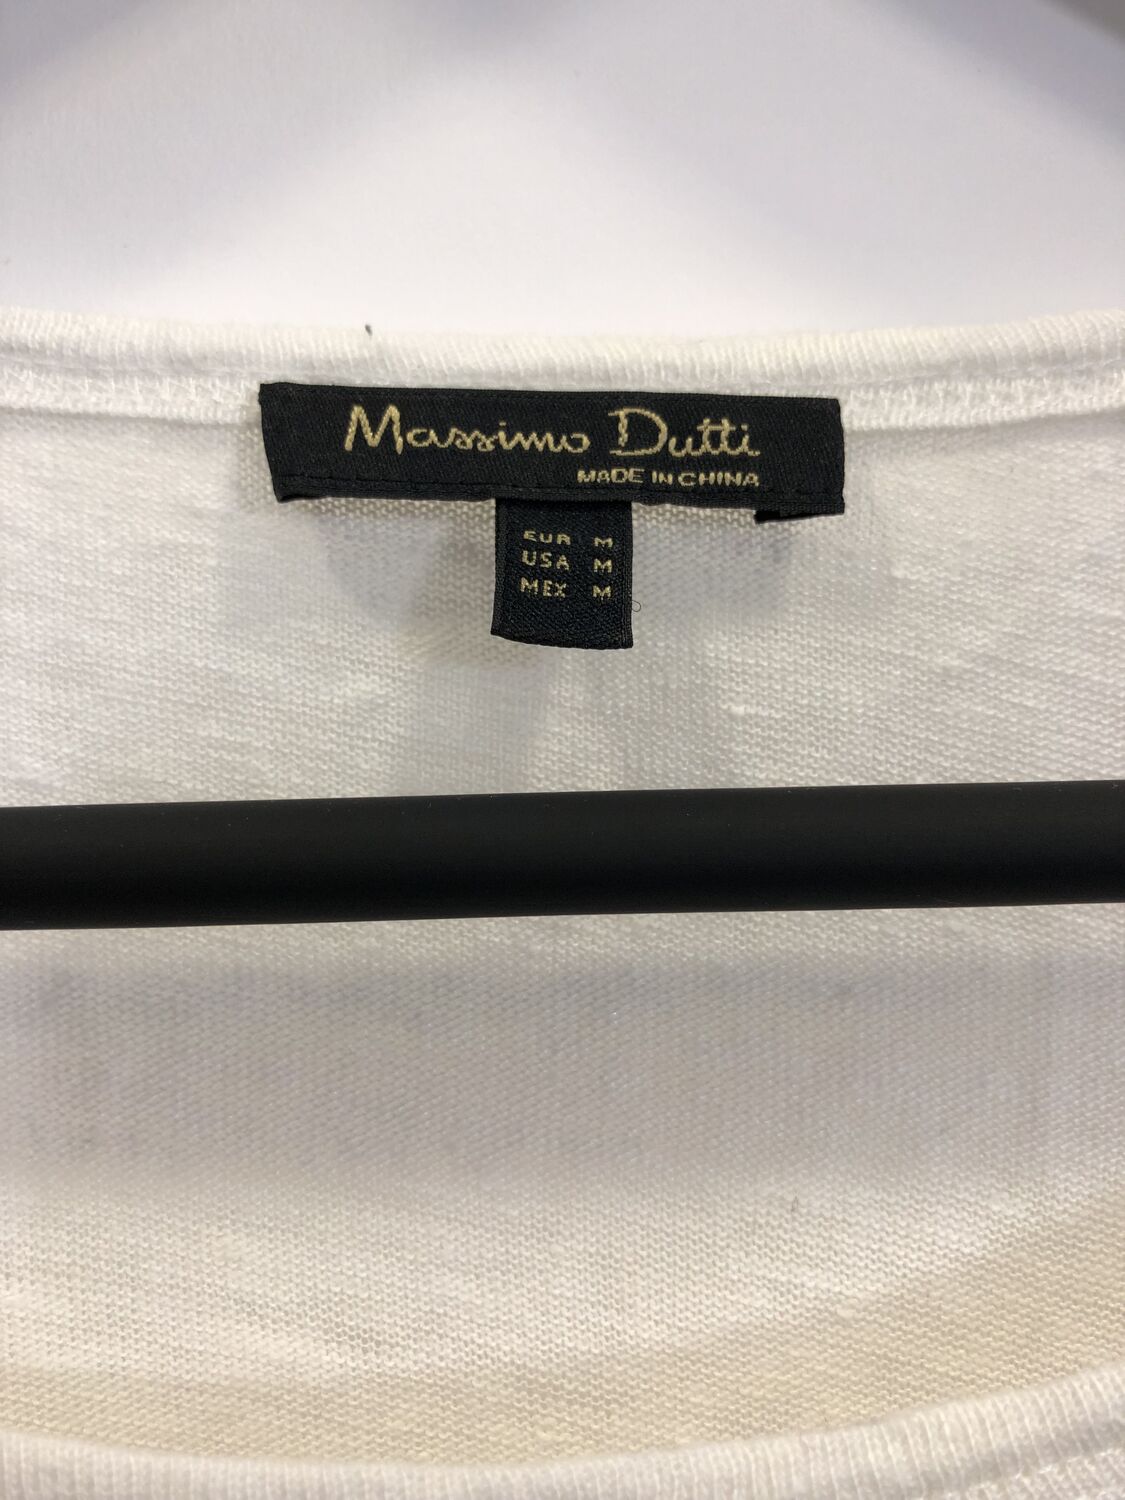 Massimo Dutti
MADE IN CHINA
EUR M
USA M
MEX M